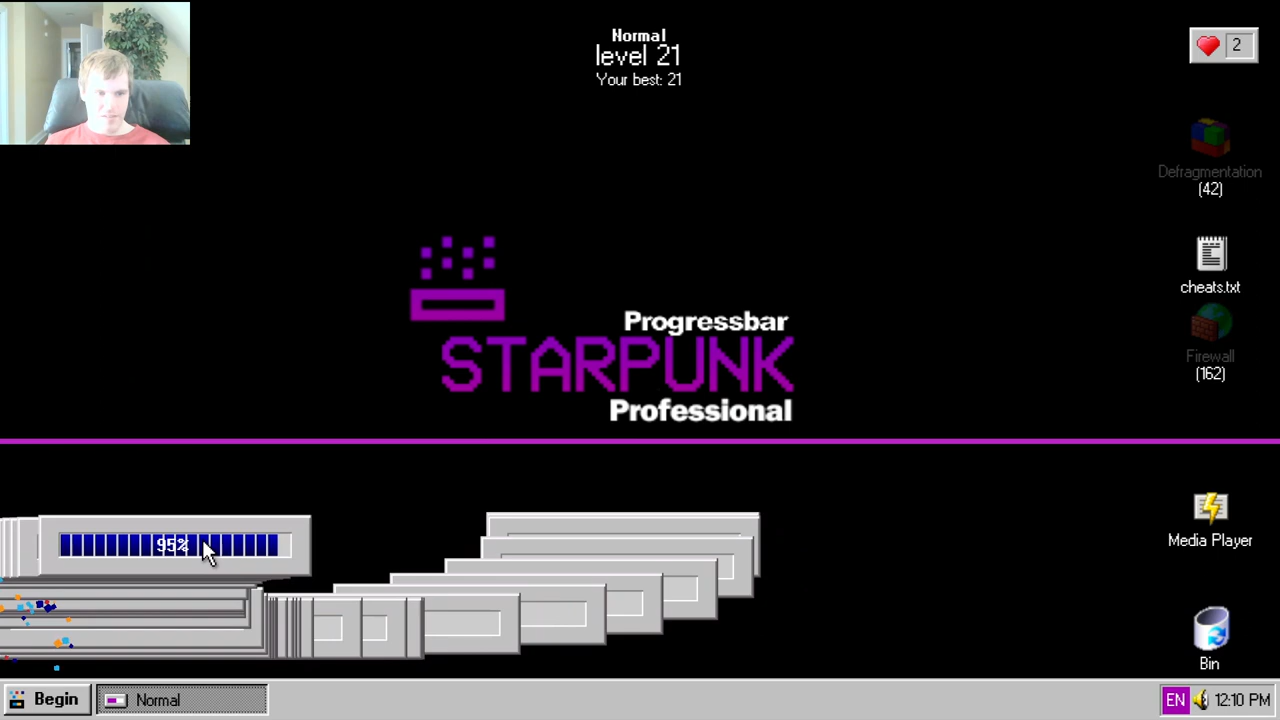 Normal
level 21
Your best: 21
2
Defragmentation
(42)
cheats.txt
Firewall
(162)
Progressbar
STARPUNK
Professional
95%
Media Player
Bin
Begin
Normal
EN
12:10 PM